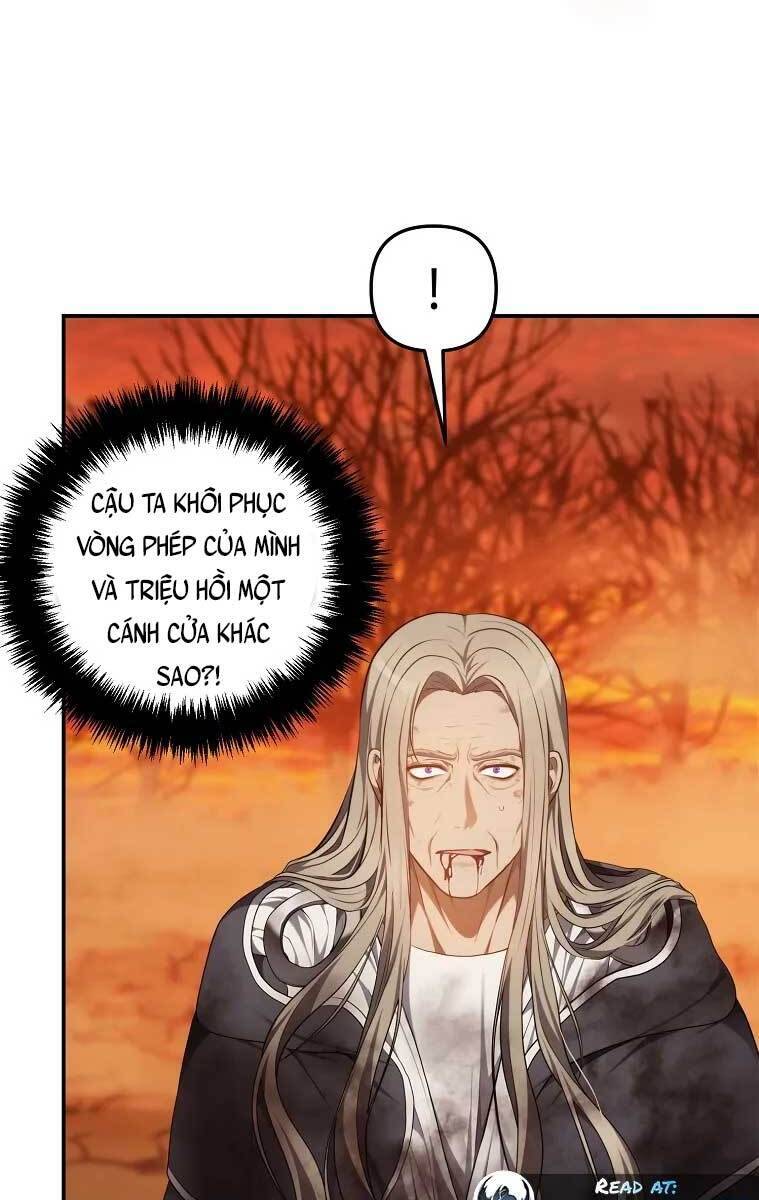 !
CẬU TA KHÔI PHỤC
VÒNG PHÉP CỦA MÌNH
VÀ TRIỆU HỒI MỘT
CÁNH CỬA KHÁC
SAO?!
READ AT: